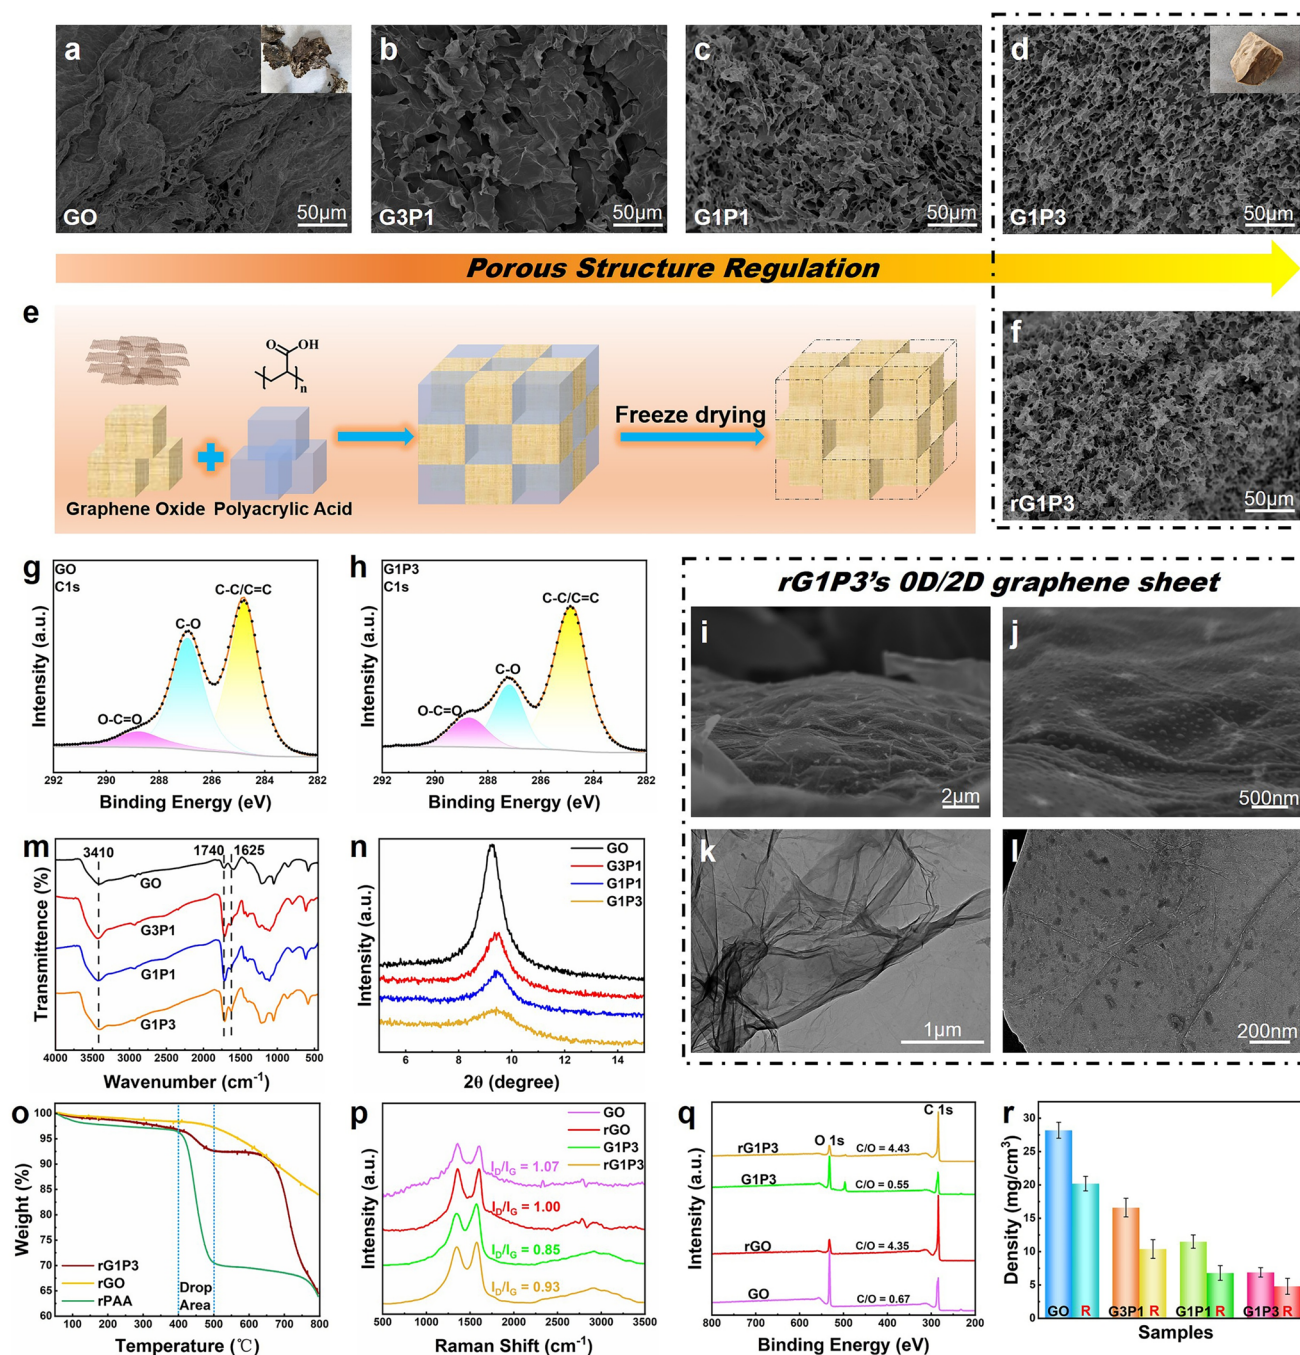 a
GO
50μm
b
G3P1
50μm
c
G1P1
50μm
d
G1P3
50μm
Porous Structure Regulation
e
OH
O
n
Freeze drying
Graphene Oxide
Polyacrylic Acid
f
rG1P3
50μm
g
GO
C1s
C-C/C=C
C-O
O-C=O
Intensity (a.u.)
292 290 288 286 284 282
Binding Energy (eV)
h
G1P3
C1s
C-C/C=C
C-O
O-C=O
Intensity (a.u.)
292 290 288 286 284 282
Binding Energy (eV)
rG1P3's 0D/2D graphene sheet
i
2μm
j
500nm
k
1μm
l
200nm
m
3410
1740
1625
GO
G3P1
G1P1
G1P3
Transmittence (%)
4000 3500 3000 2500 2000 1500 1000 500
Wavenumber (cm-1)
n
GO
G3P1
G1P1
G1P3
Intensity (a.u.)
6 8 10 12 14
2θ (degree)
o
100
95
90
85
80
75
70
65
60
Weight (%)
rG1P3
rGO
rPAA
Drop
Area
100 200 300 400 500 600 700 800
Temperature (℃)
p
GO
rGO
G1P3
rG1P3
ID/IG = 1.07
ID/IG = 1.00
ID/IG = 0.85
ID/IG = 0.93
Intensity (a.u.)
500 1000 1500 2000 2500 3000 3500
Raman Shift (cm-1)
q
C 1s
O 1s
rG1P3
C/O = 4.43
G1P3
C/O = 0.55
rGO
C/O = 4.35
GO
C/O = 0.67
Intensity (a.u.)
800 600 400 200
Binding Energy (eV)
r
30
25
20
15
10
5
0
Density (mg/cm3)
GO R G3P1 R G1P1 R G1P3 R
Samples